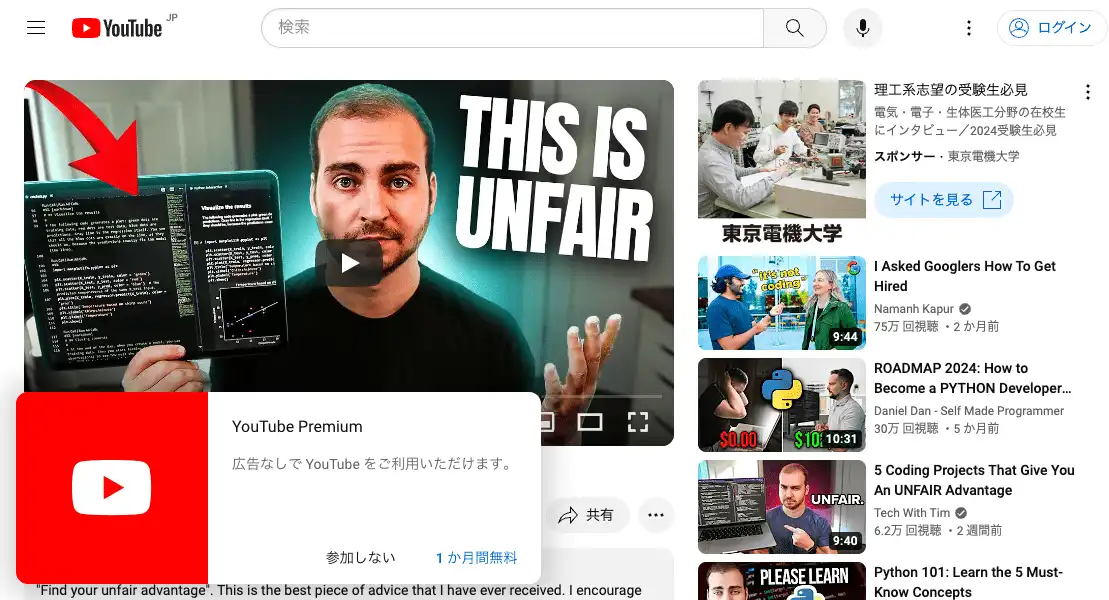 YouTube JP
検索
ログイン
THIS IS
UNFAIR
Visualize the results
理工系志望の受験生必見
電気・電子・生体医工分野の在校生
にインタビュー／2024受験生必見
スポンサー・東京電機大学
サイトを見る
東京電機大学
"it's not
coding"
9:44
I Asked Googlers How To Get
Hired
Namanh Kapur
75万 回視聴 ・2 か月前
$0.00
10:31
ROADMAP 2024: How to
Become a PYTHON Developer...
Daniel Dan - Self Made Programmer
30万 回視聴 ・5 か月前
UNFAIR.
9:40
5 Coding Projects That Give You
An UNFAIR Advantage
Tech With Tim
6.2万 回視聴 ・2 週間前
PLEASE LEARN
Python 101: Learn the 5 Must-
Know Concepts
YouTube Premium
広告なしで YouTube をご利用いただけます。
参加しない
1 か月間無料
共有
"Find your unfair advantage". This is the best piece of advice that I have ever received. I encourage